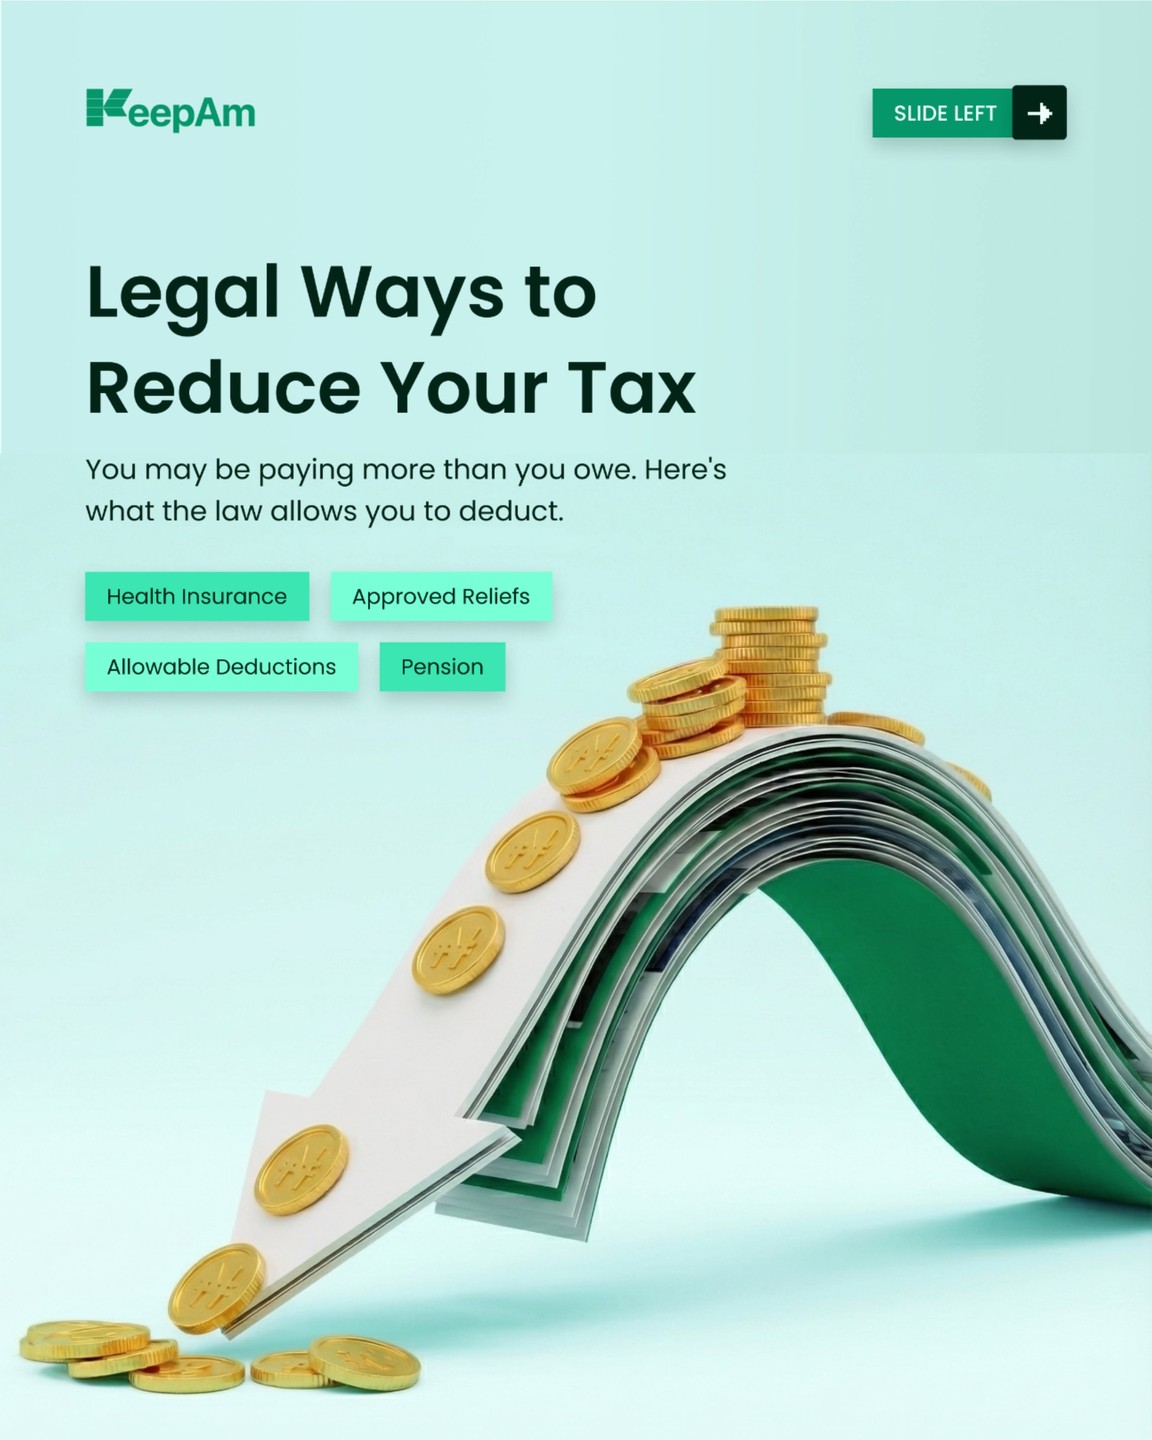 KeepAm
SLIDE LEFT
Legal Ways to
Reduce Your Tax
You may be paying more than you owe. Here's
what the law allows you to deduct.
Health Insurance
Approved Reliefs
Allowable Deductions
Pension